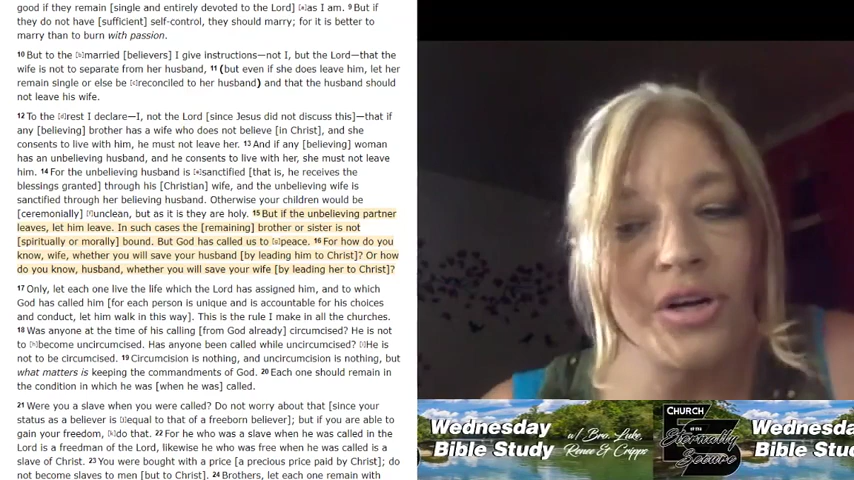 good if they remain [single and entirely devoted to the Lord] [a]as I am. 9 But if
they do not have [sufficient] self-control, they should marry; for it is better to
marry than to burn with passion.
10 But to the [b]married [believers] I give instructions—not I, but the Lord—that the
wife is not to separate from her husband, 11 (but even if she does leave him, let her
remain single or else be [c]reconciled to her husband) and that the husband should
not leave his wife.
12 To the [d]rest I declare—I, not the Lord [since Jesus did not discuss this]—that if
any [believing] brother has a wife who does not believe [in Christ], and she
consents to live with him, he must not leave her. 13 And if any [believing] woman
has an unbelieving husband, and he consents to live with her, she must not leave
him. 14 For the unbelieving husband is [e]sanctified [that is, he receives the
blessings granted] through his [Christian] wife, and the unbelieving wife is
sanctified through her believing husband. Otherwise your children would be
[ceremonially] [f]unclean, but as it is they are holy. 15 But if the unbelieving partner
leaves, let him leave. In such cases the [remaining] brother or sister is not
[spiritually or morally] bound. But God has called us to [g]peace. 16 For how do you
know, wife, whether you will save your husband [by leading him to Christ]? Or how
do you know, husband, whether you will save your wife [by leading her to Christ]?
17 Only, let each one live the life which the Lord has assigned him, and to which
God has called him [for each person is unique and is accountable for his choices
and conduct, let him walk in this way]. This is the rule I make in all the churches.
18 Was anyone at the time of his calling [from God already] circumcised? He is not
to [h]become uncircumcised. Has anyone been called while uncircumcised? [i]He is
not to be circumcised. 19 Circumcision is nothing, and uncircumcision is nothing, but
what matters is keeping the commandments of God. 20 Each one should remain in
the condition in which he was [when he was] called.
21 Were you a slave when you were called? Do not worry about that [since your
status as a believer is [j]equal to that of a freeborn believer]; but if you are able to
gain your freedom, [k]do that. 22 For he who was a slave when he was called in the
Lord is a freedman of the Lord, likewise he who was free when he was called is a
slave of Christ. 23 You were bought with a price [a precious price paid by Christ]; do
not become slaves to men [but to Christ]. 24 Brothers, let each one remain with
Wednesday
Bible Study
w/ Bro. Luke,
Renee & Cripps
CHURCH
of the
Eternally
Secure
Wednesda
Bible Stu